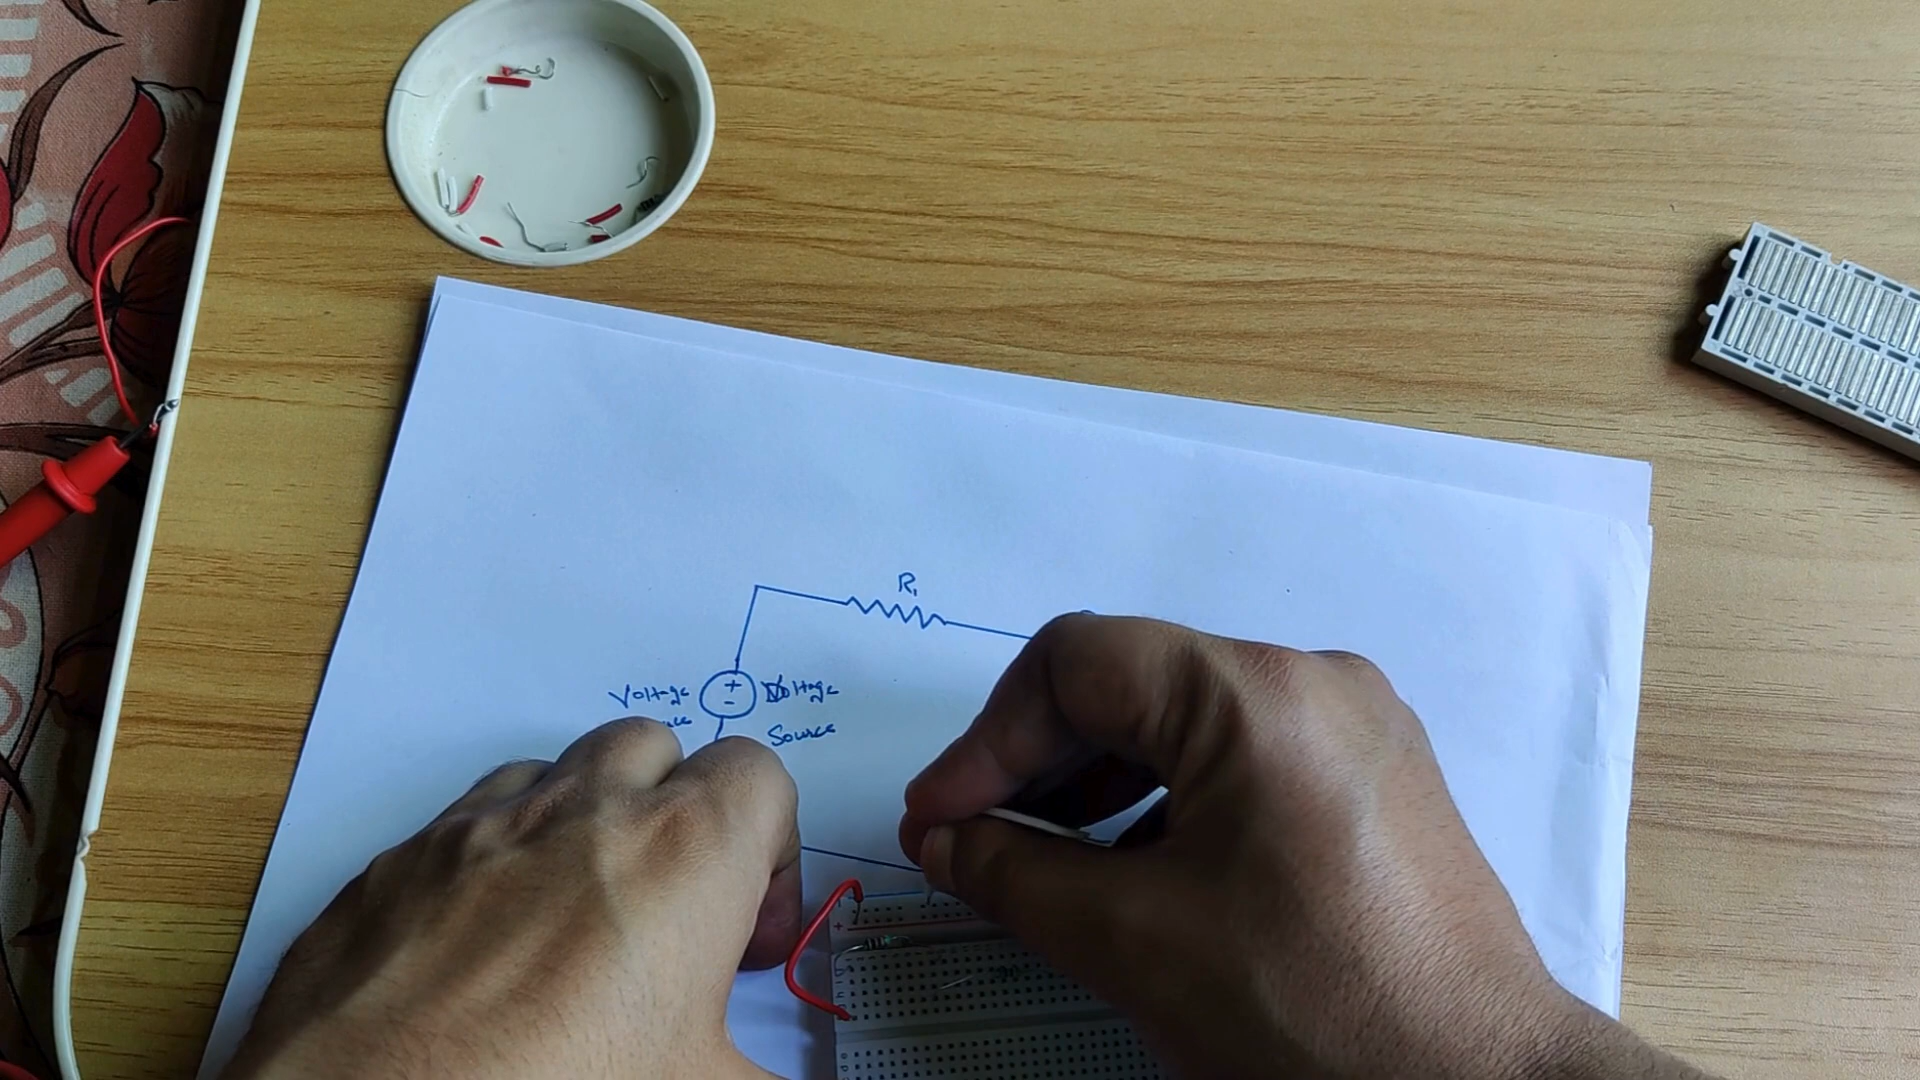 R1
+
Voltage
Voltage
-
Source
+